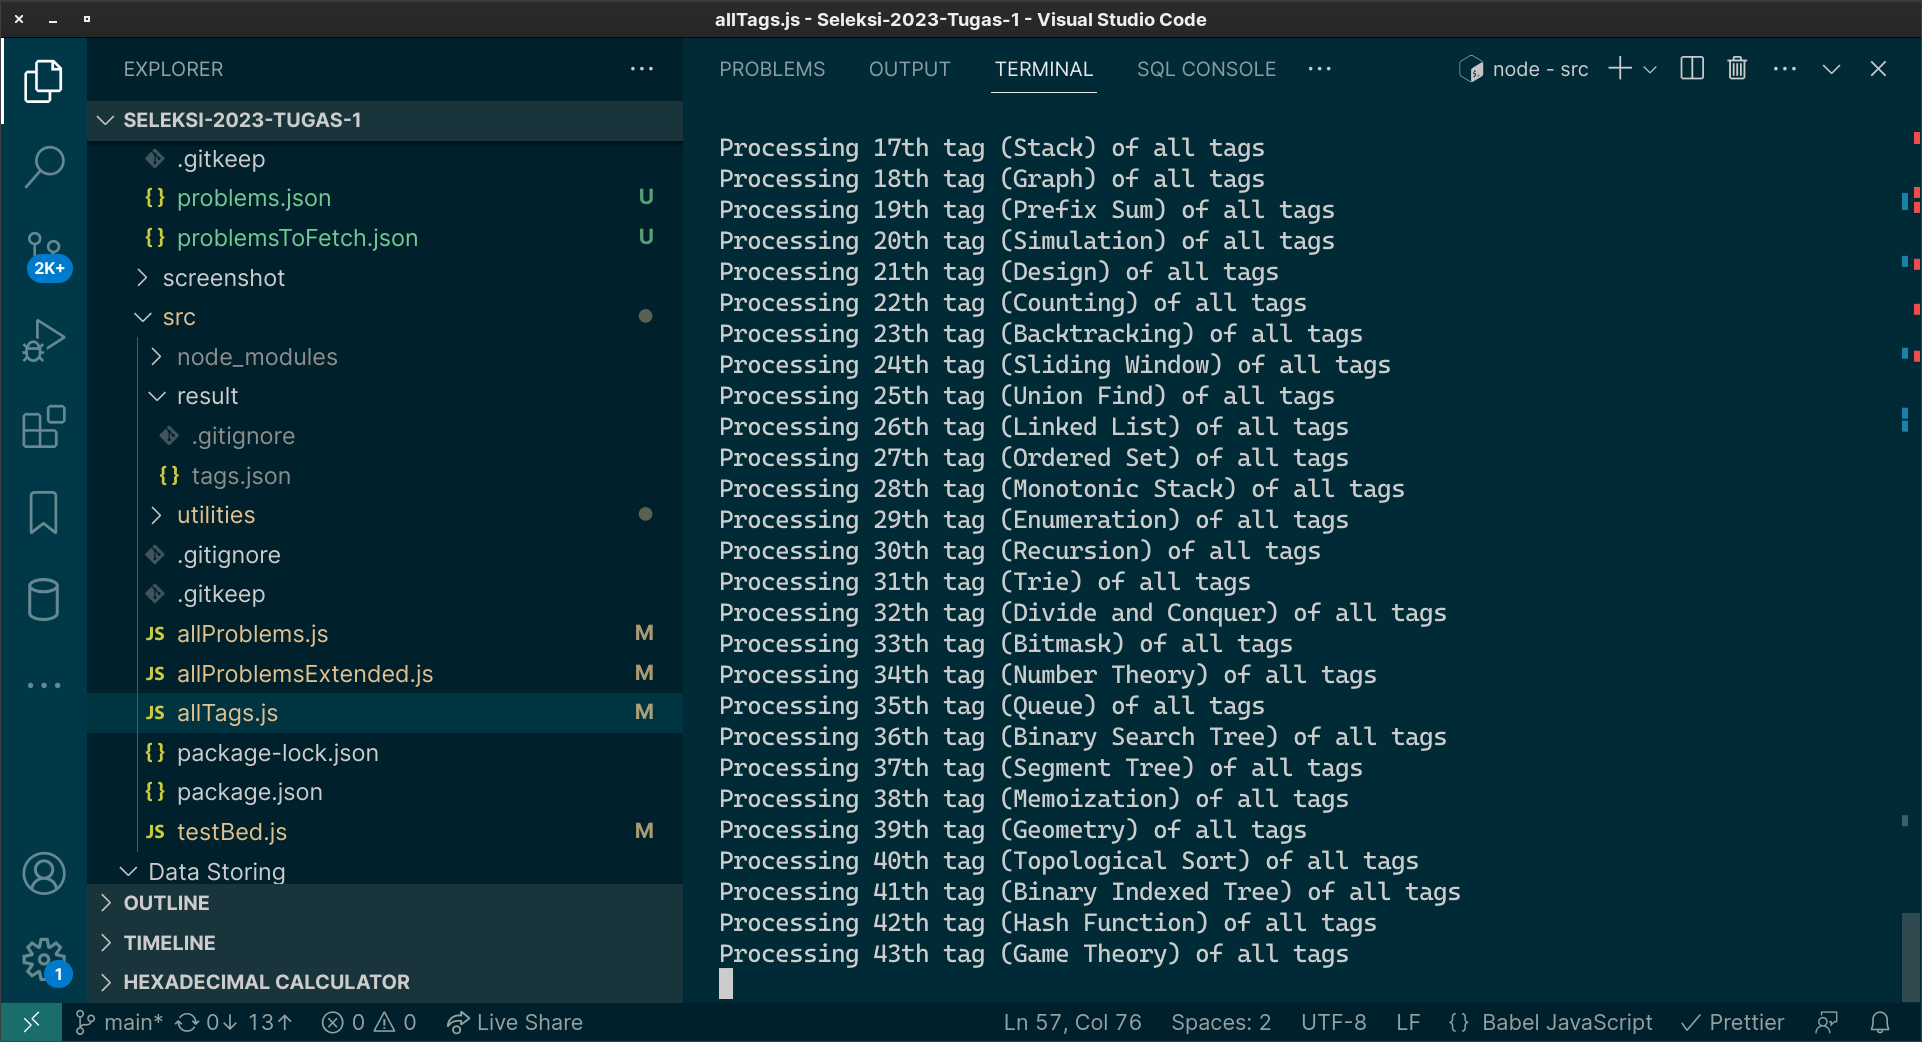 allTags.js - Seleksi-2023-Tugas-1 - Visual Studio Code
EXPLORER
SELEKSI-2023-TUGAS-1
.gitkeep
{} problems.json U
{} problemsToFetch.json U
screenshot
src
node_modules
result
.gitignore
{} tags.json
utilities
.gitignore
.gitkeep
JS allProblems.js M
JS allProblemsExtended.js M
JS allTags.js M
{} package-lock.json
{} package.json
JS testBed.js M
Data Storing
OUTLINE
TIMELINE
HEXADECIMAL CALCULATOR
2K+
1
PROBLEMS OUTPUT TERMINAL SQL CONSOLE
node - src
Processing 17th tag (Stack) of all tags
Processing 18th tag (Graph) of all tags
Processing 19th tag (Prefix Sum) of all tags
Processing 20th tag (Simulation) of all tags
Processing 21th tag (Design) of all tags
Processing 22th tag (Counting) of all tags
Processing 23th tag (Backtracking) of all tags
Processing 24th tag (Sliding Window) of all tags
Processing 25th tag (Union Find) of all tags
Processing 26th tag (Linked List) of all tags
Processing 27th tag (Ordered Set) of all tags
Processing 28th tag (Monotonic Stack) of all tags
Processing 29th tag (Enumeration) of all tags
Processing 30th tag (Recursion) of all tags
Processing 31th tag (Trie) of all tags
Processing 32th tag (Divide and Conquer) of all tags
Processing 33th tag (Bitmask) of all tags
Processing 34th tag (Number Theory) of all tags
Processing 35th tag (Queue) of all tags
Processing 36th tag (Binary Search Tree) of all tags
Processing 37th tag (Segment Tree) of all tags
Processing 38th tag (Memoization) of all tags
Processing 39th tag (Geometry) of all tags
Processing 40th tag (Topological Sort) of all tags
Processing 41th tag (Binary Indexed Tree) of all tags
Processing 42th tag (Hash Function) of all tags
Processing 43th tag (Game Theory) of all tags
main* 0↓ 13↑ 0 0 Live Share Ln 57, Col 76 Spaces: 2 UTF-8 LF {} Babel JavaScript ✓ Prettier